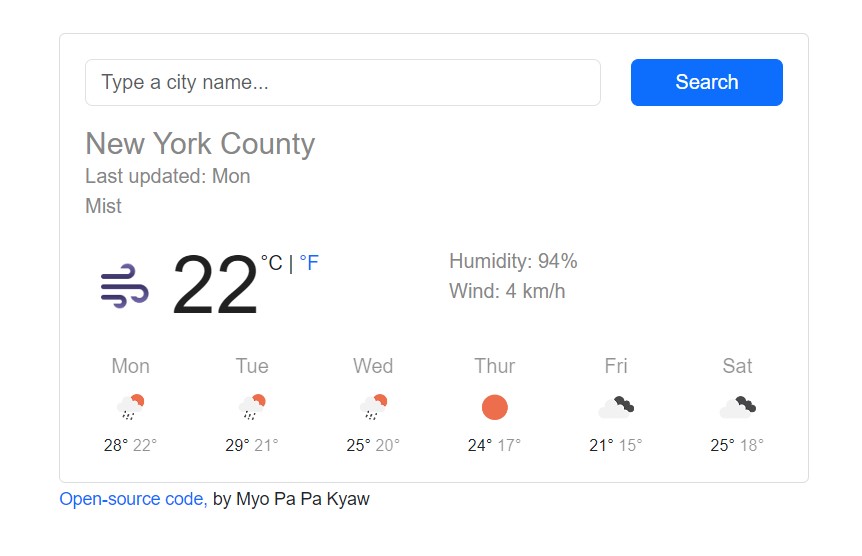 Type a city name...
Search
New York County
Last updated: Mon
Mist
22 °C | °F
Humidity: 94%
Wind: 4 km/h
Mon Tue Wed Thur Fri Sat
28° 22° 29° 21° 25° 20° 24° 17° 21° 15° 25° 18°
Open-source code, by Myo Pa Pa Kyaw